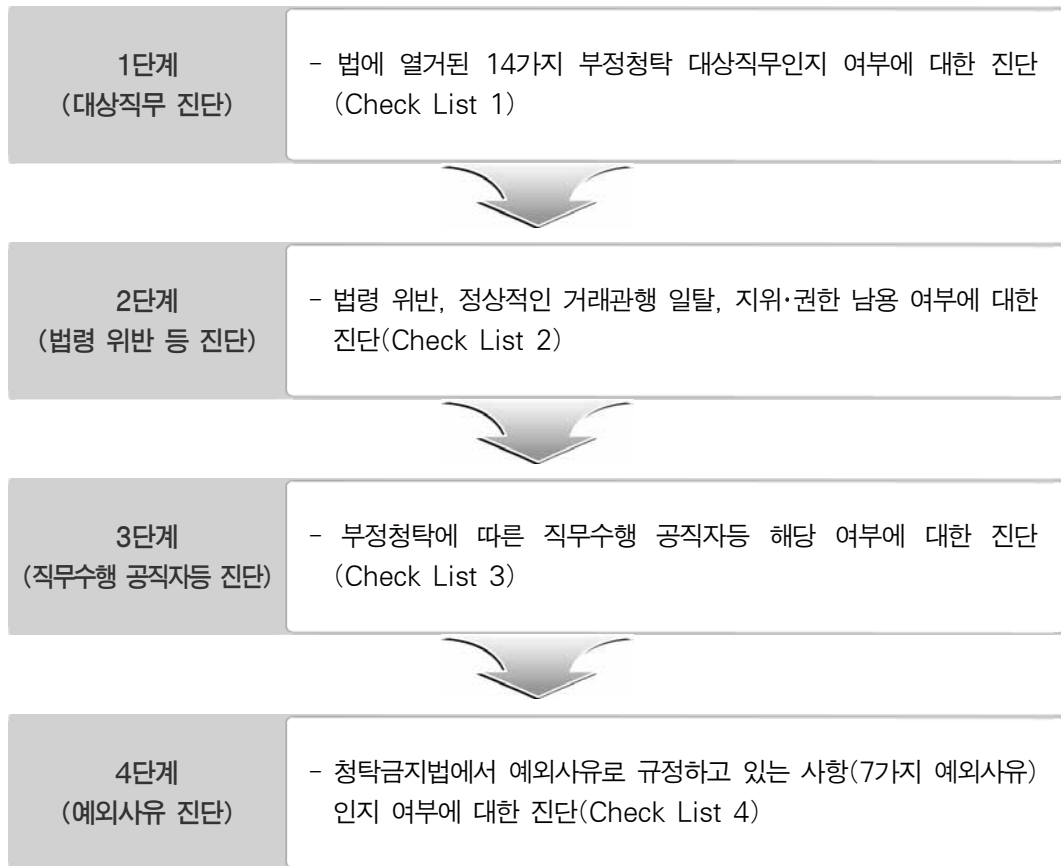 1단계
(대상직무 진단)
- 법에 열거된 14가지 부정청탁 대상직무인지 여부에 대한 진단
(Check List 1)
2단계
(법령 위반 등 진단)
- 법령 위반, 정상적인 거래관행 일탈, 지위·권한 남용 여부에 대한
진단(Check List 2)
3단계
(직무수행 공직자등 진단)
- 부정청탁에 따른 직무수행 공직자등 해당 여부에 대한 진단
(Check List 3)
4단계
(예외사유 진단)
- 청탁금지법에서 예외사유로 규정하고 있는 사항(7가지 예외사유)
인지 여부에 대한 진단(Check List 4)